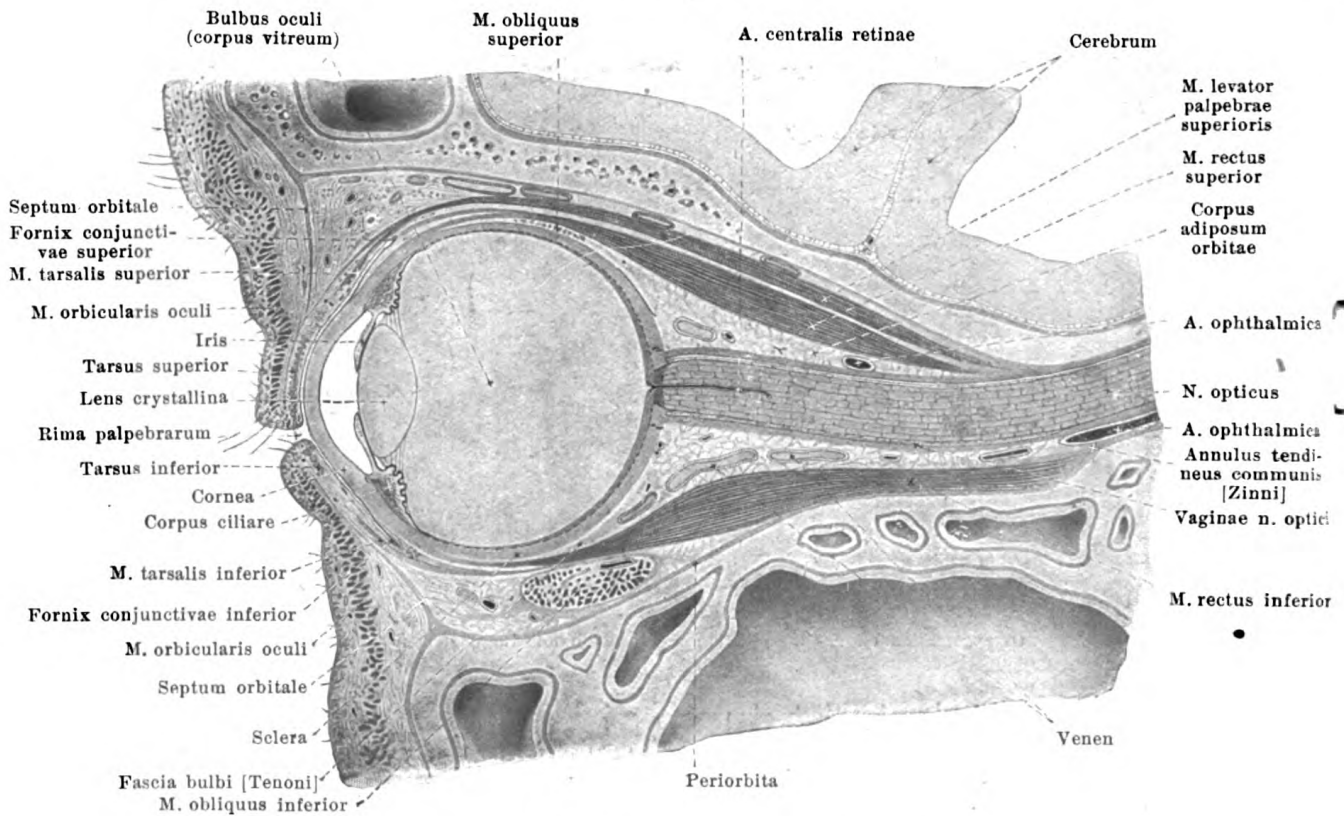 Bulbus oculi
(corpus vitreum)
M. obliquus
superior
A. centralis retinae
Cerebrum
M. levator
palpebrae
superioris
M. rectus
superior
Corpus
adiposum
orbitae
A. ophthalmica
N. opticus
A. ophthalmica
Annulus tendi-
neus communis
[Zinni]
Vaginae n. optici
M. rectus inferior
Septum orbitale
Fornix conjuncti-
vae superior
M. tarsalis superior
M. orbicularis oculi
Iris
Tarsus superior
Lens crystallina
Rima palpebrarum
Tarsus inferior
Cornea
Corpus ciliare
M. tarsalis inferior
Fornix conjunctivae inferior
M. orbicularis oculi
Septum orbitale
Sclera
Fascia bulbi [Tenoni]
M. obliquus inferior
Periorbita
Venen